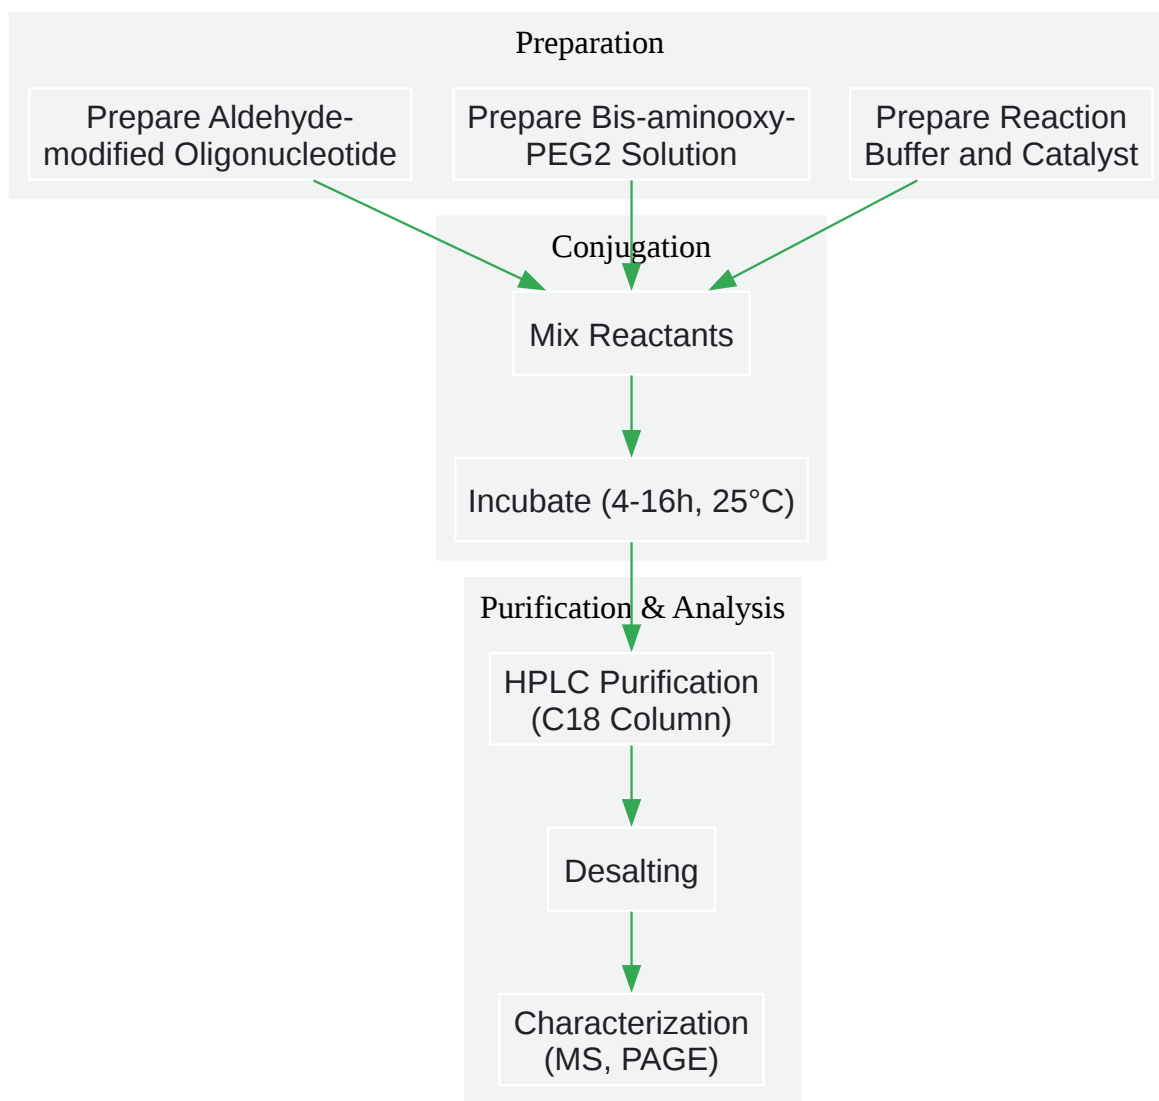 Preparation
Prepare Aldehyde-
modified Oligonucleotide
Prepare Bis-aminooxy-
PEG2 Solution
Prepare Reaction
Buffer and Catalyst
Conjugation
Mix Reactants
Incubate (4-16h, 25°C)
Purification & Analysis
HPLC Purification
(C18 Column)
Desalting
Characterization
(MS, PAGE)